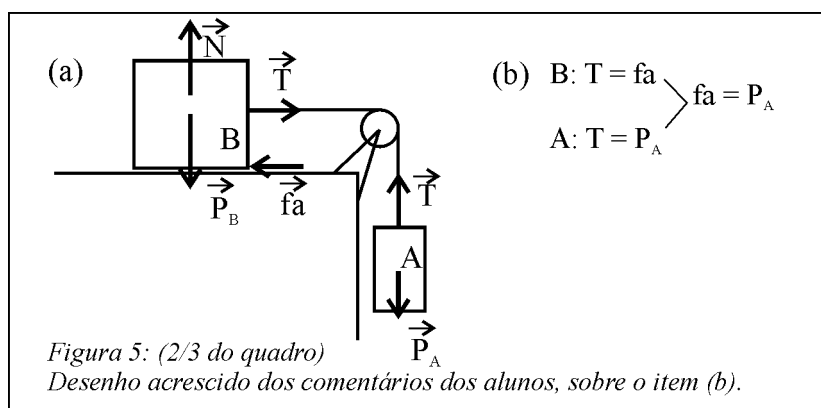 (a)
N
T
B
P_B
fa
T
A
P_A
(b) B: T = fa
fa = P_A
A: T = P_A
Figura 5: (2/3 do quadro)
Desenho acrescido dos comentários dos alunos, sobre o item (b).